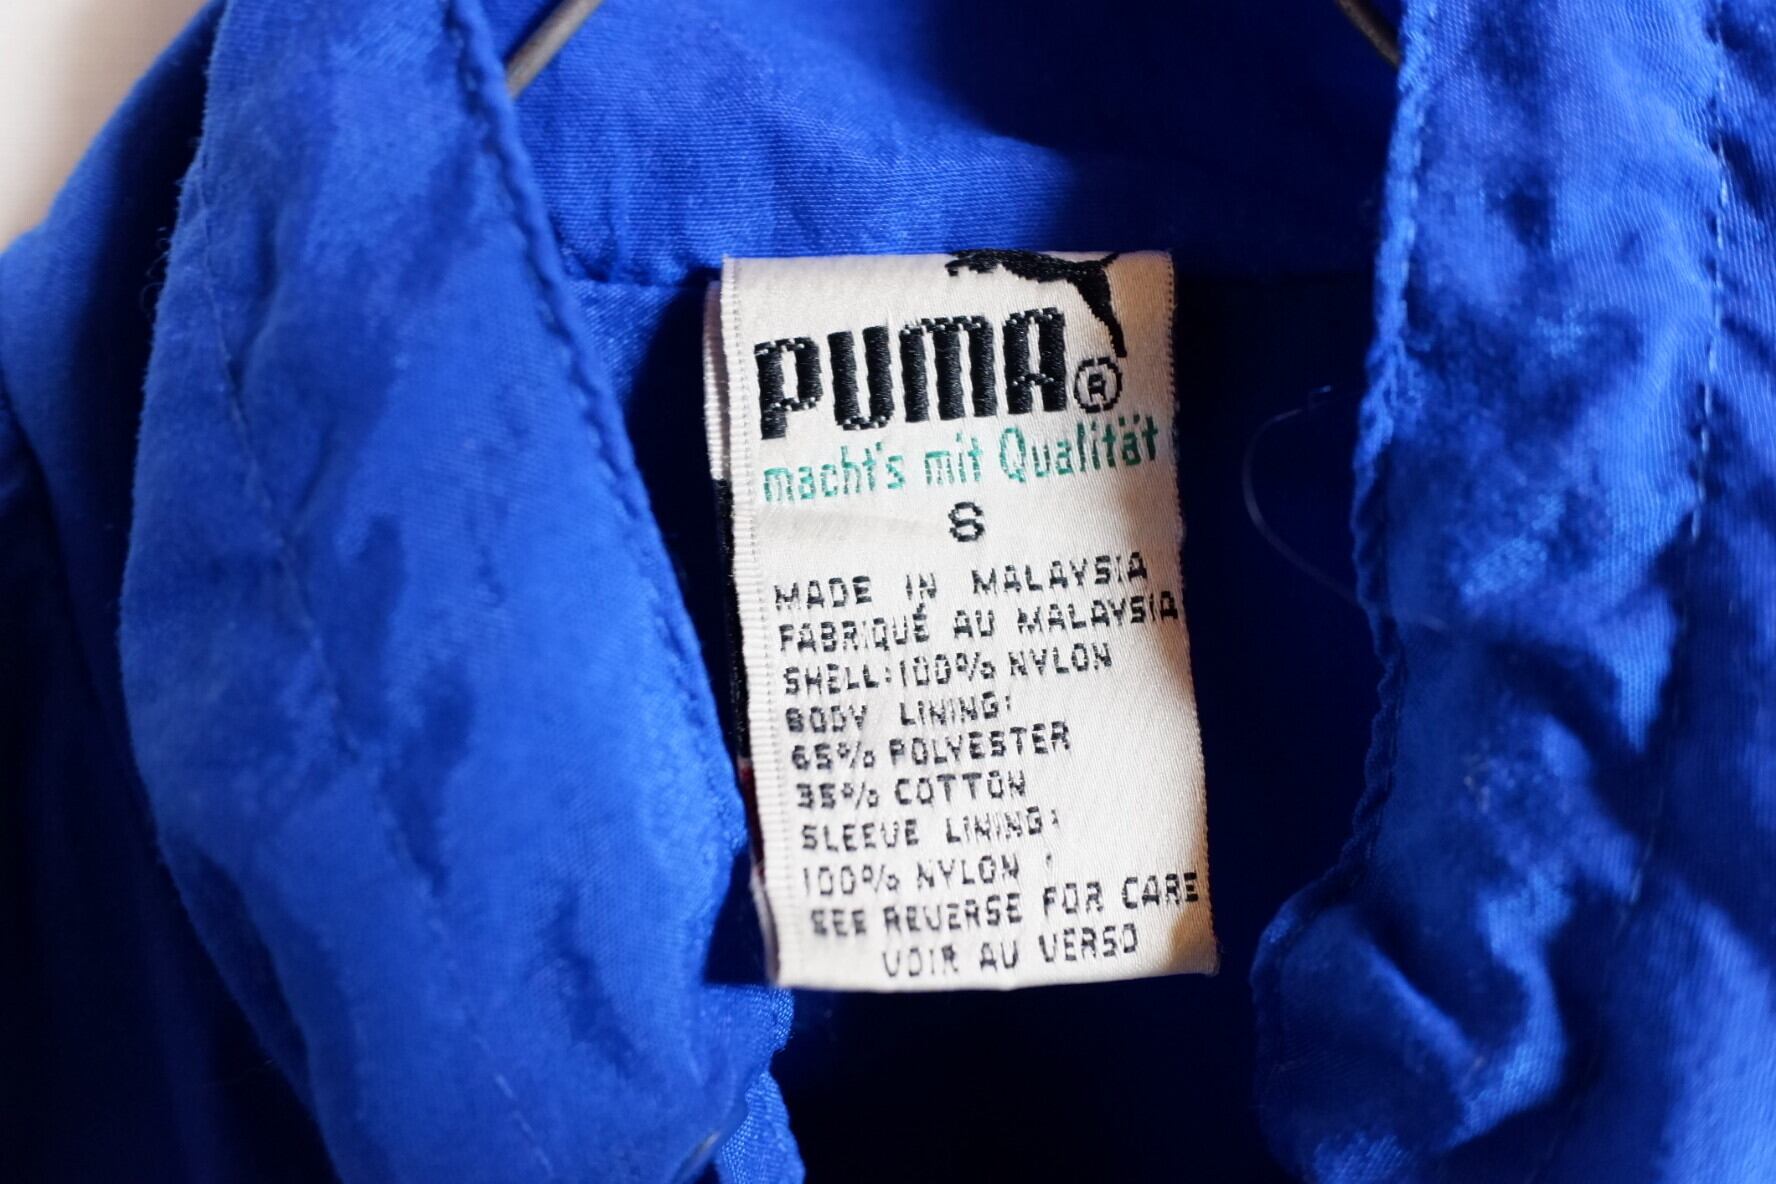 PUMA®
macht's mit Qualität
S
MADE IN MALAYSIA
FABRIQUÉ AU MALAYSIA
SHELL:100% NYLON
BODY LINING:
65% POLYESTER
35% COTTON
SLEEVE LINING:
100% NYLON
SEE REVERSE FOR CARE
VOIR AU VERSO